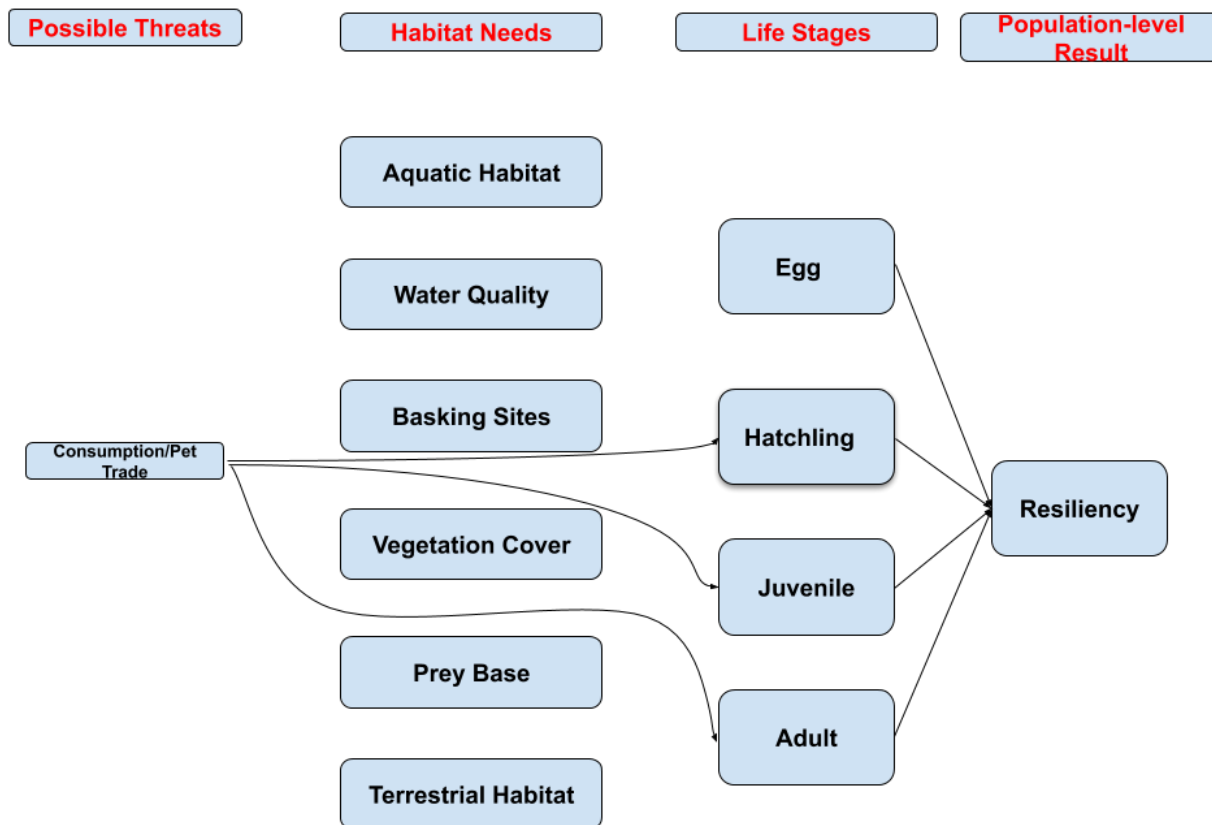 Possible Threats
Habitat Needs
Life Stages
Population-level
Result
Aquatic Habitat
Water Quality
Basking Sites
Vegetation Cover
Prey Base
Terrestrial Habitat
Consumption/Pet
Trade
Egg
Hatchling
Juvenile
Adult
Resiliency